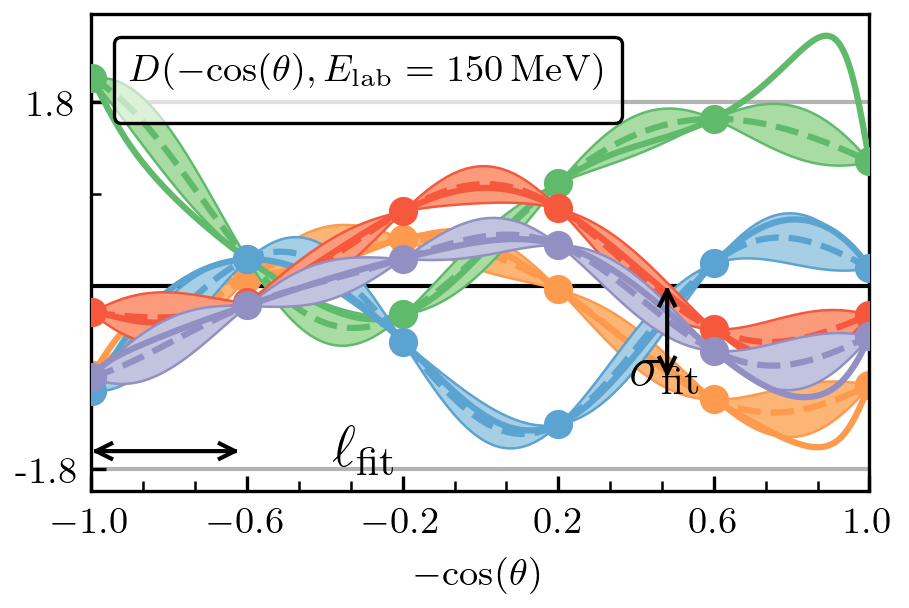 D(−cos(θ), E_lab = 150 MeV)
1.8
σ_fit
ℓ_fit
-1.8
−1.0 −0.6 −0.2 0.2 0.6 1.0
−cos(θ)